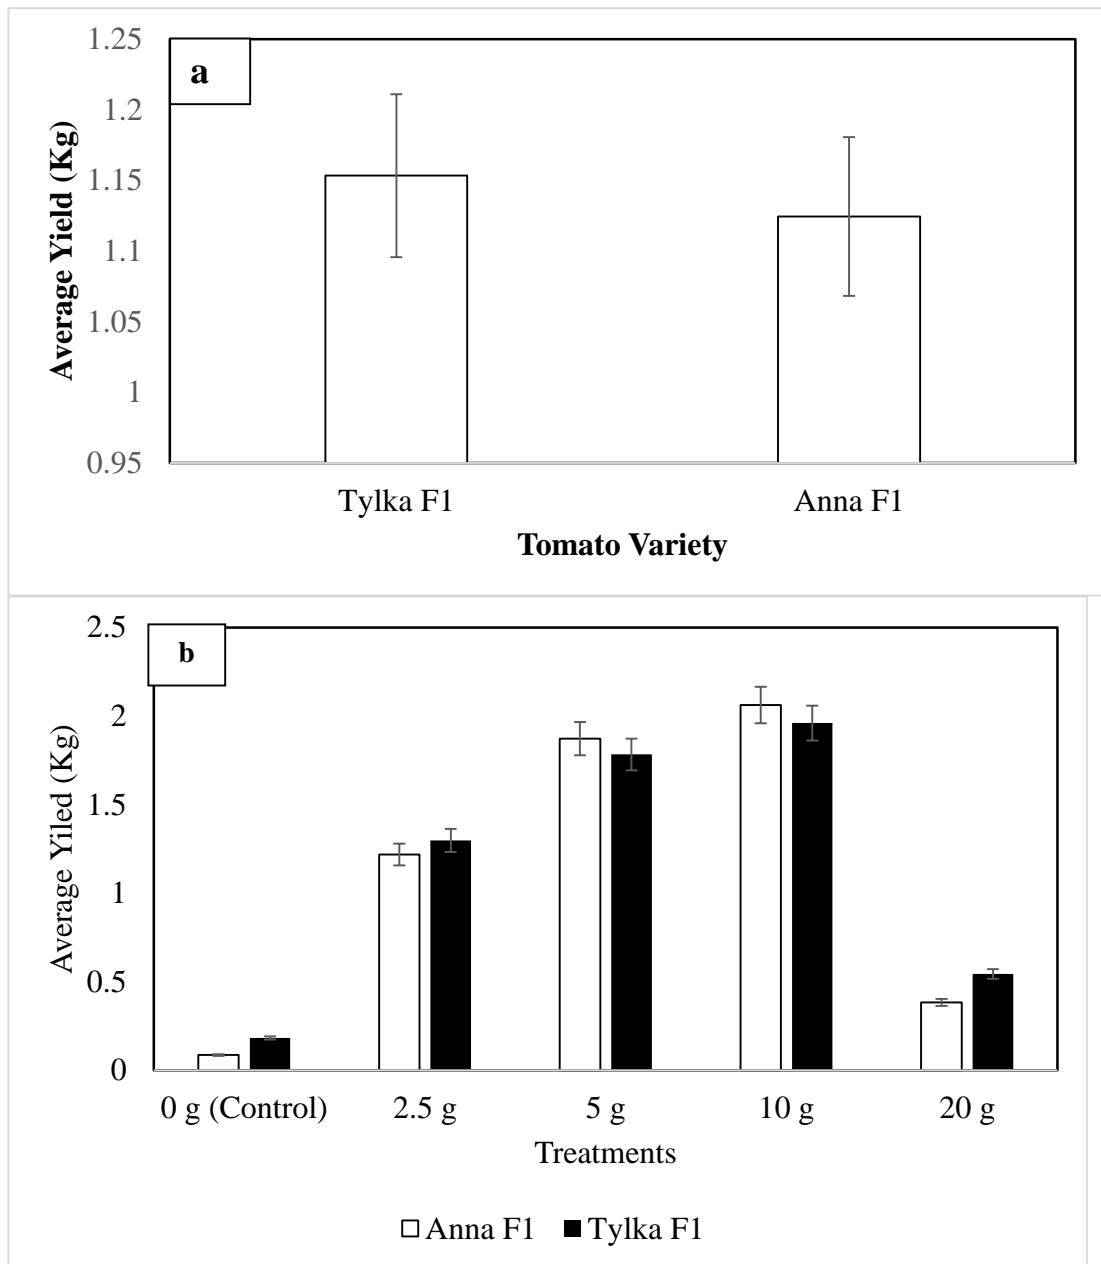 a
Average Yield (Kg)
1.25
1.2
1.15
1.1
1.05
1
0.95
Tylka F1 Anna F1
Tomato Variety
b
Average Yiled (Kg)
2.5
2
1.5
1
0.5
0
0 g (Control) 2.5 g 5 g 10 g 20 g
Treatments
Anna F1 Tylka F1